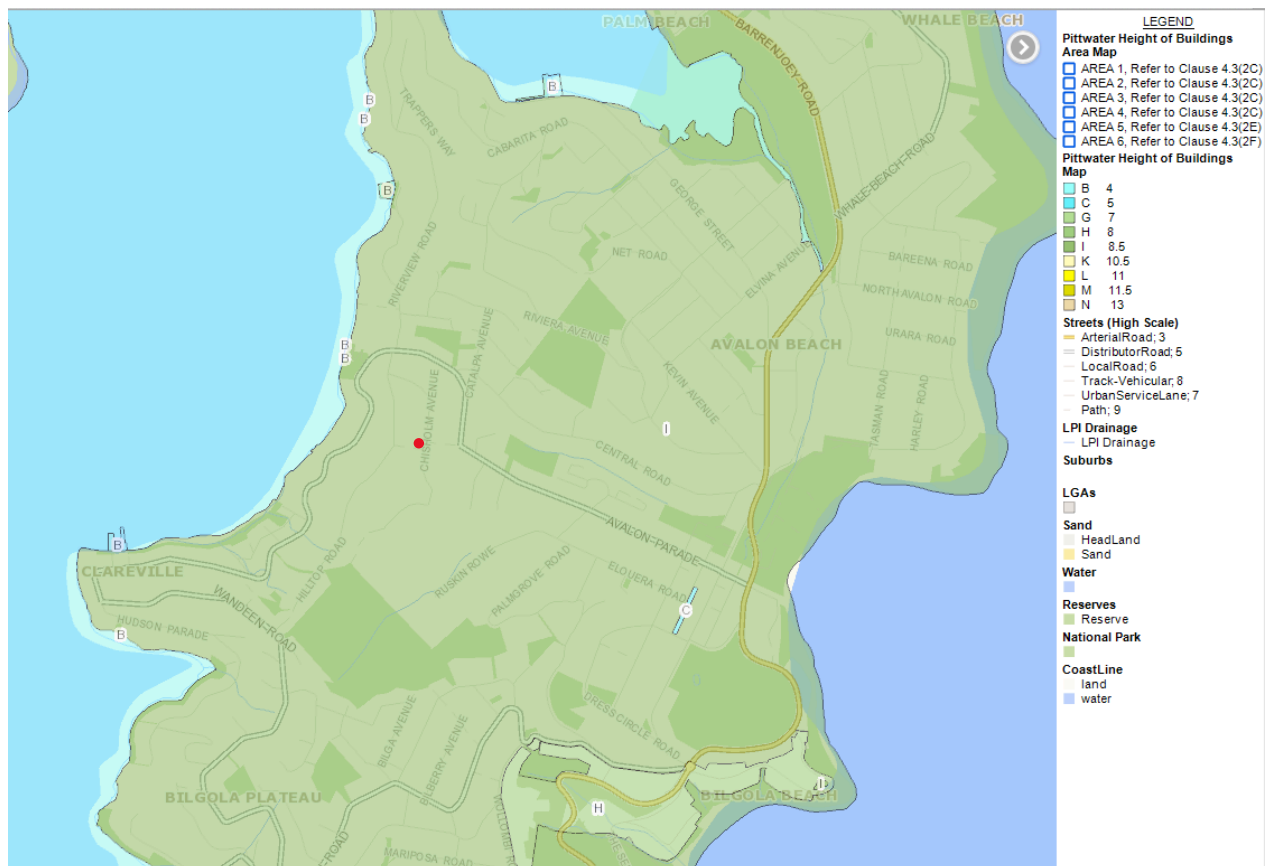 PALM BEACH
WHALE BEACH
BARRENJOEY-ROAD
B
B
B
TRAPPERS WAY
CABARITA ROAD
B
GEORGE STREET
WHALE-BEACH-ROAD
RIVERVIEW ROAD
NET ROAD
ELVINA AVENUE
BAREENA ROAD
NORTH AVALON ROAD
RIVIERA AVENUE
URARA ROAD
B
B
AVALON BEACH
CATALPA AVENUE
KEVIN AVENUE
CHISHOLM AVENUE
TASMAN ROAD
HARLEY ROAD
I
CENTRAL ROAD
AVALON-PARADE
B
CLAREVILLE
HILLTOP ROAD
RUSKIN ROWE
PALMGROVE ROAD
ELOUERA ROAD
C
WANDEEN-ROAD
HUDSON PARADE
B
DRESS CIRCLE ROAD
BILGA AVENUE
BILBERRY AVENUE
BILGOLA PLATEAU
BILGOLA BEACH
I
H
MARIPOSA ROAD
LEGEND
Pittwater Height of Buildings
Area Map
AREA 1, Refer to Clause 4.3(2C)
AREA 2, Refer to Clause 4.3(2C)
AREA 3, Refer to Clause 4.3(2C)
AREA 4, Refer to Clause 4.3(2C)
AREA 5, Refer to Clause 4.3(2E)
AREA 6, Refer to Clause 4.3(2F)
Pittwater Height of Buildings
Map
B 4
C 5
G 7
H 8
I 8.5
K 10.5
L 11
M 11.5
N 13
Streets (High Scale)
ArterialRoad; 3
DistributorRoad; 5
LocalRoad; 6
Track-Vehicular; 8
UrbanServiceLane; 7
Path; 9
LPI Drainage
LPI Drainage
Suburbs
LGAs
Sand
HeadLand
Sand
Water
Reserves
Reserve
National Park
CoastLine
land
water